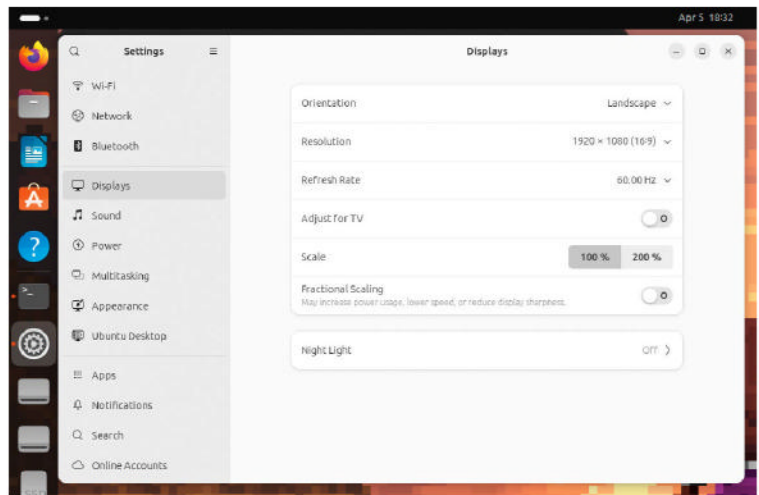 Apr 5 18:32
Settings
Wi-Fi
Network
Bluetooth
Displays
Sound
Power
Multitasking
Appearance
Ubuntu Desktop
Apps
Notifications
Search
Online Accounts
Displays
Orientation Landscape
Resolution 1920 × 1080 (16:9)
Refresh Rate 60.00 Hz
Adjust for TV
Scale 100 % 200 %
Fractional Scaling
May increase power usage, lower speed, or reduce display sharpness.
Night Light Off
SSD